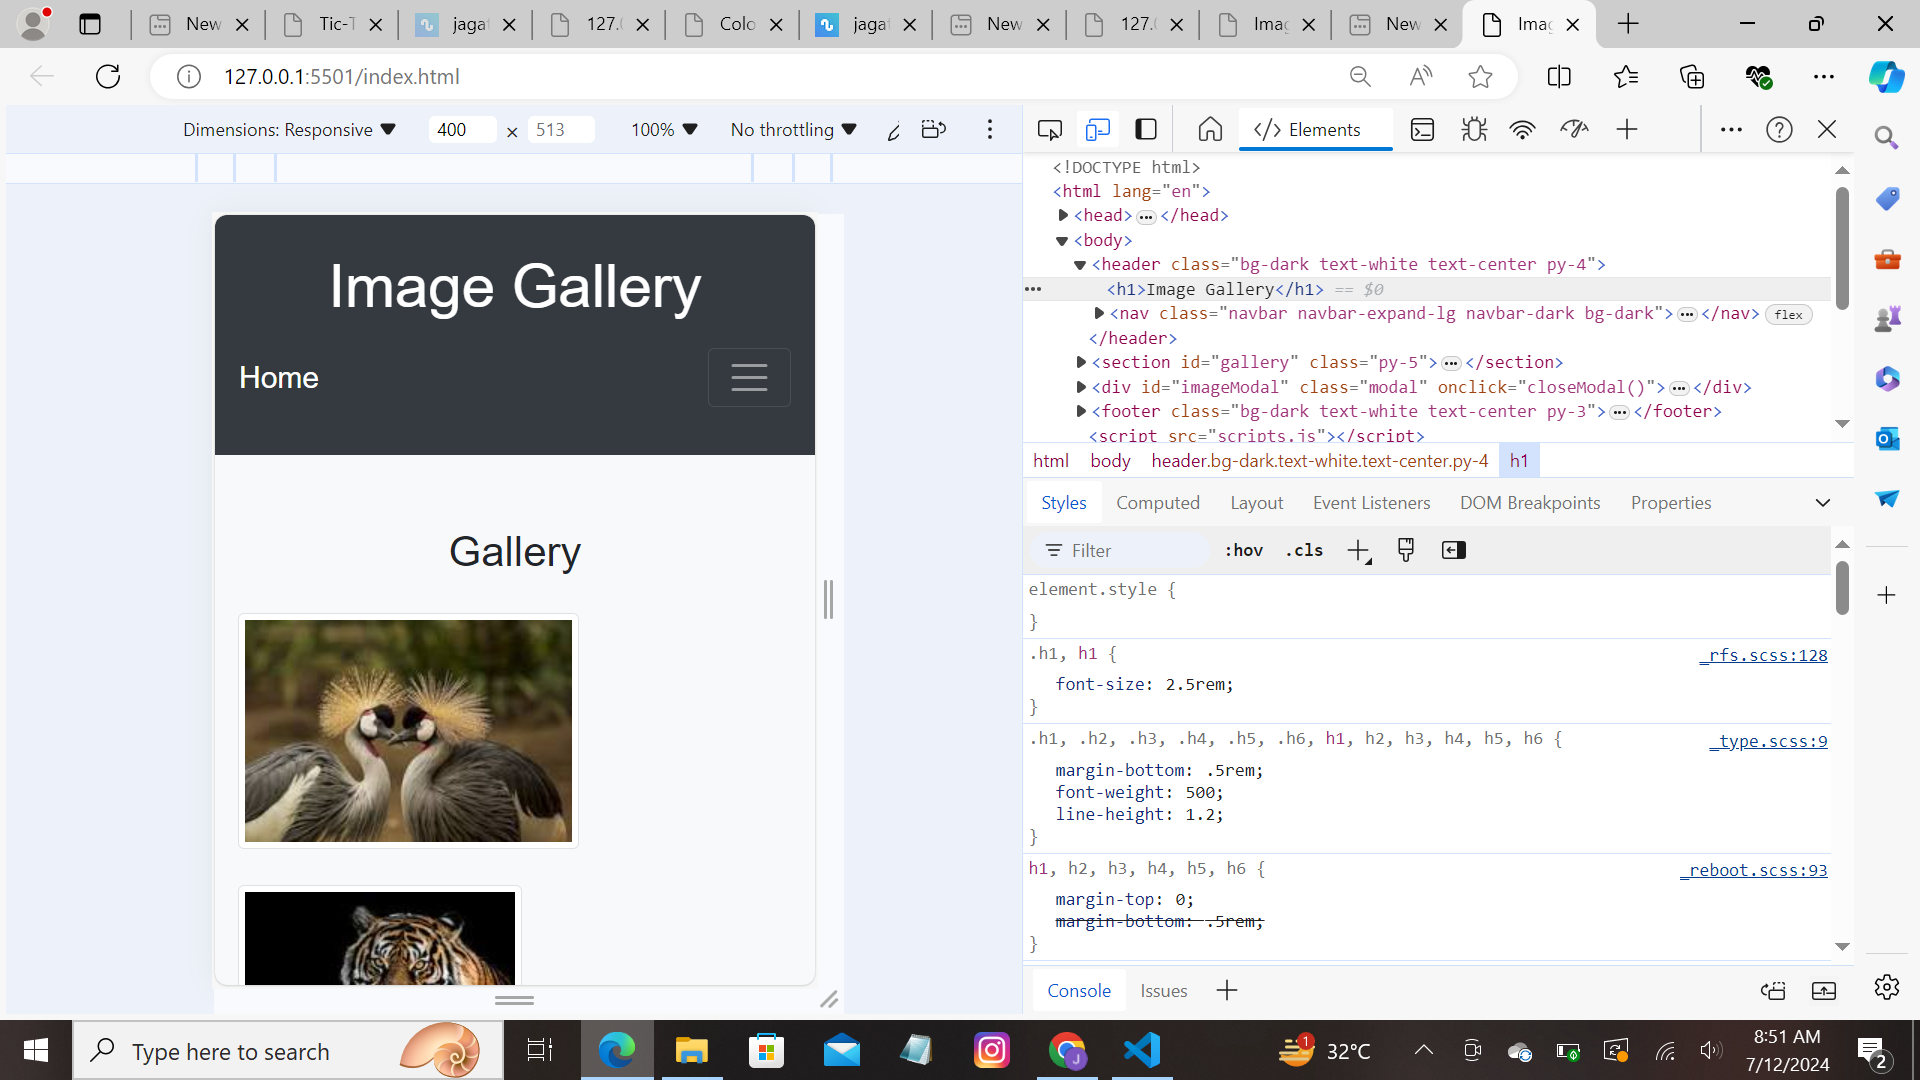 New
Tic-T
jagat
127.0
Colo
jagat
New
127.0
Imag
New
Imag
127.0.0.1:5501/index.html
Dimensions: Responsive
400 × 513
100%
No throttling
Elements
Image Gallery
Home
Gallery
<!DOCTYPE html>
<html lang="en">
<head> ••• </head>
<body>
<header class="bg-dark text-white text-center py-4">
<h1>Image Gallery</h1> == $0
<nav class="navbar navbar-expand-lg navbar-dark bg-dark"> ••• </nav> flex
</header>
<section id="gallery" class="py-5"> ••• </section>
<div id="imageModal" class="modal" onclick="closeModal()"> ••• </div>
<footer class="bg-dark text-white text-center py-3"> ••• </footer>
<script src="scripts.js"></script>
html body header.bg-dark.text-white.text-center.py-4 h1
Styles Computed Layout Event Listeners DOM Breakpoints Properties
Filter :hov .cls
element.style {
}
.h1, h1 { _rfs.scss:128
font-size: 2.5rem;
}
.h1, .h2, .h3, .h4, .h5, .h6, h1, h2, h3, h4, h5, h6 { _type.scss:9
margin-bottom: .5rem;
font-weight: 500;
line-height: 1.2;
}
h1, h2, h3, h4, h5, h6 { _reboot.scss:93
margin-top: 0;
margin-bottom: .5rem;
}
Console Issues
Type here to search
1
32°C
8:51 AM
7/12/2024
2